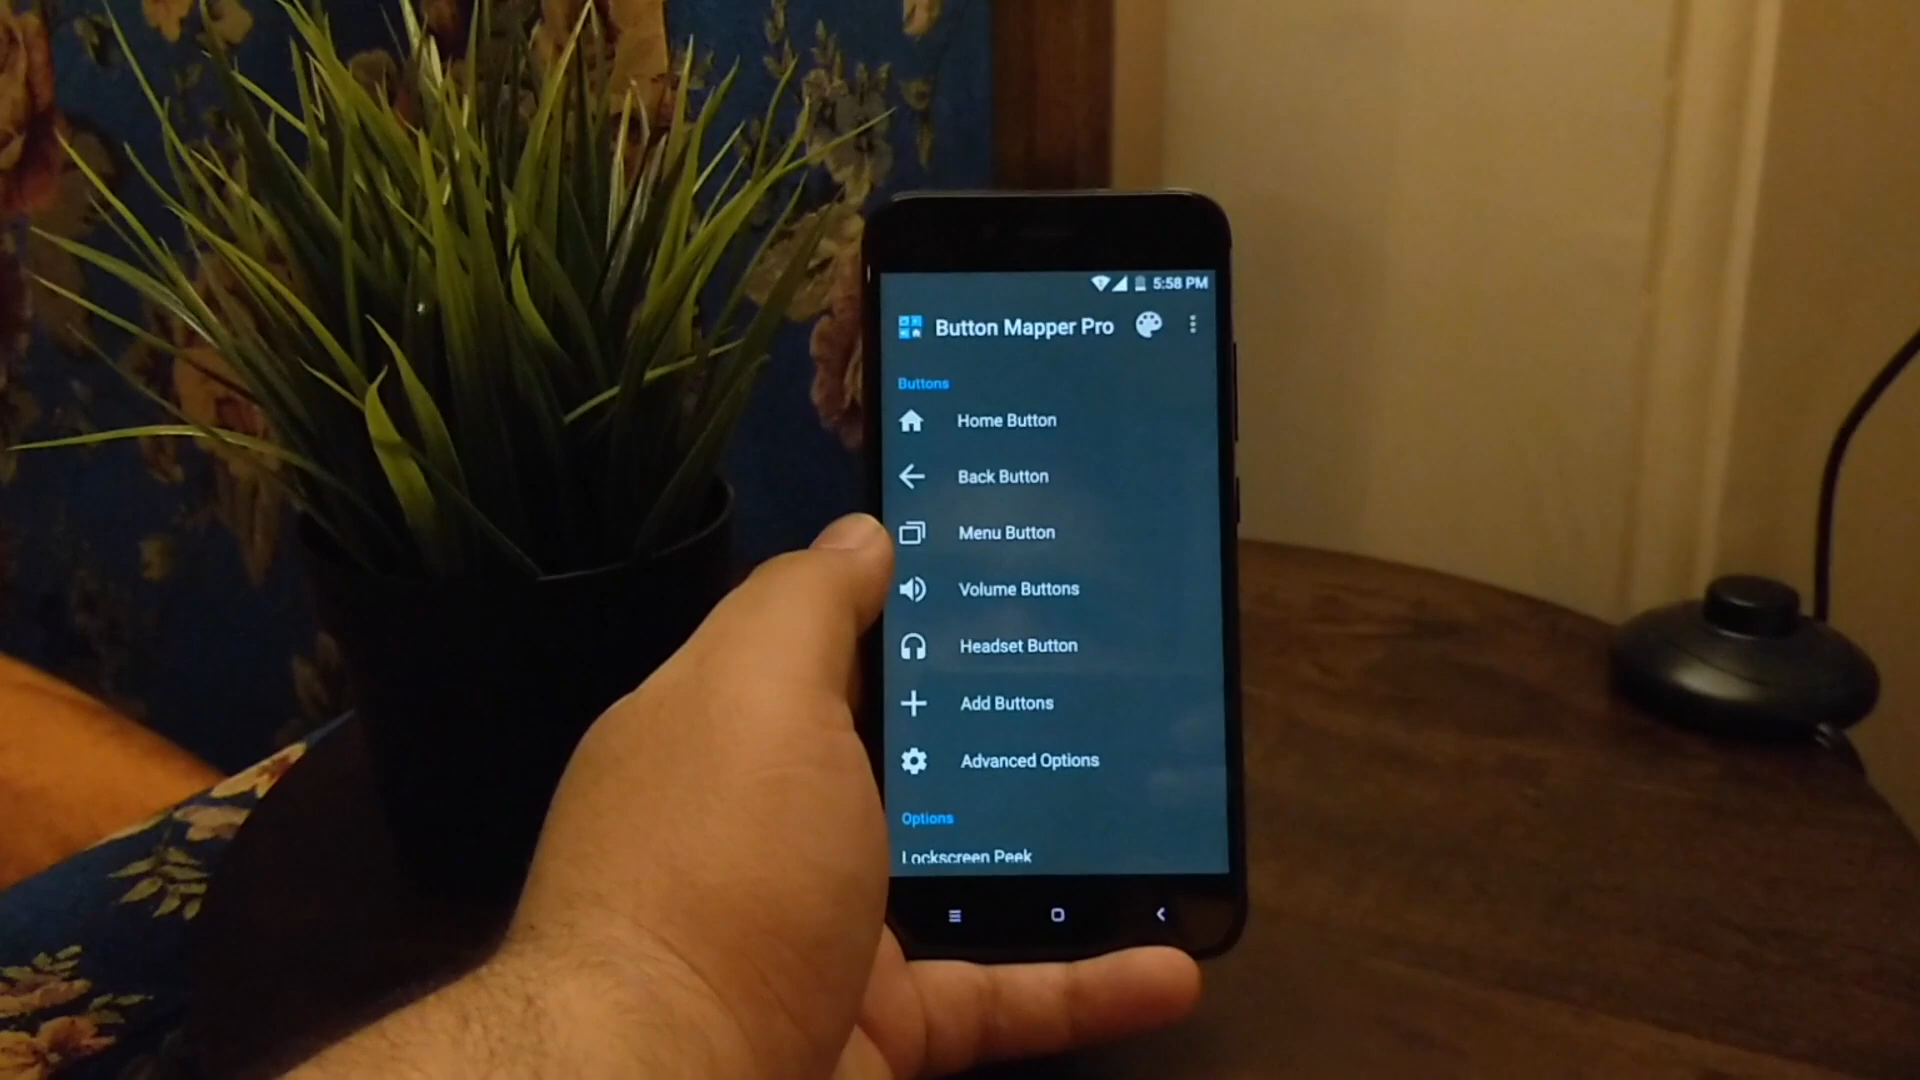 5:58 PM
Button Mapper Pro
Buttons
Home Button
Back Button
Menu Button
Volume Buttons
Headset Button
Add Buttons
Advanced Options
Options
Lockscreen Peek